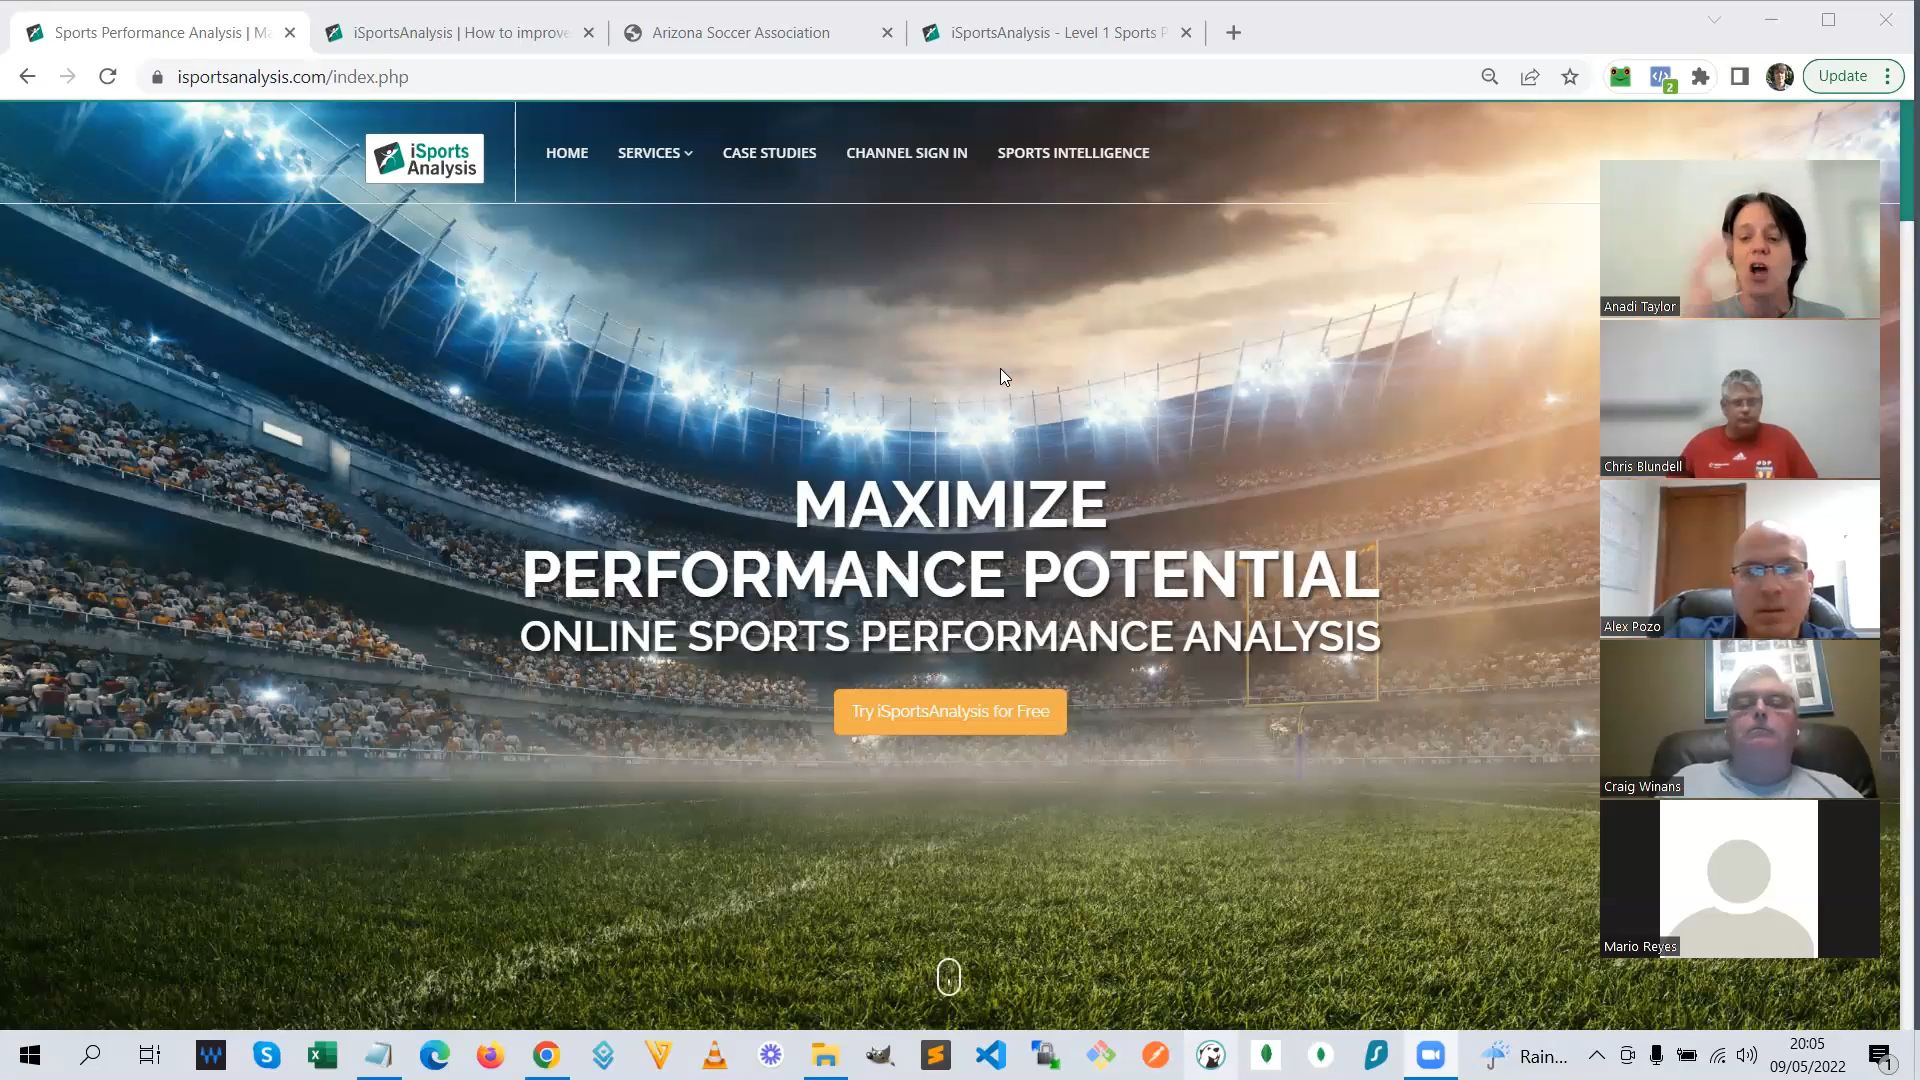 Sports Performance Analysis | Ma
iSportsAnalysis | How to improve
Arizona Soccer Association
iSportsAnalysis - Level 1 Sports P
isportsanalysis.com/index.php
2
Update
iSports
Analysis
HOME
SERVICES
CASE STUDIES
CHANNEL SIGN IN
SPORTS INTELLIGENCE
Anadi Taylor
Chris Blundell
MAXIMIZE
PERFORMANCE POTENTIAL
ONLINE SPORTS PERFORMANCE ANALYSIS
Alex Pozo
Try iSportsAnalysis for Free
Craig Winans
Mario Reyes
Rain...
20:05
09/05/2022
1